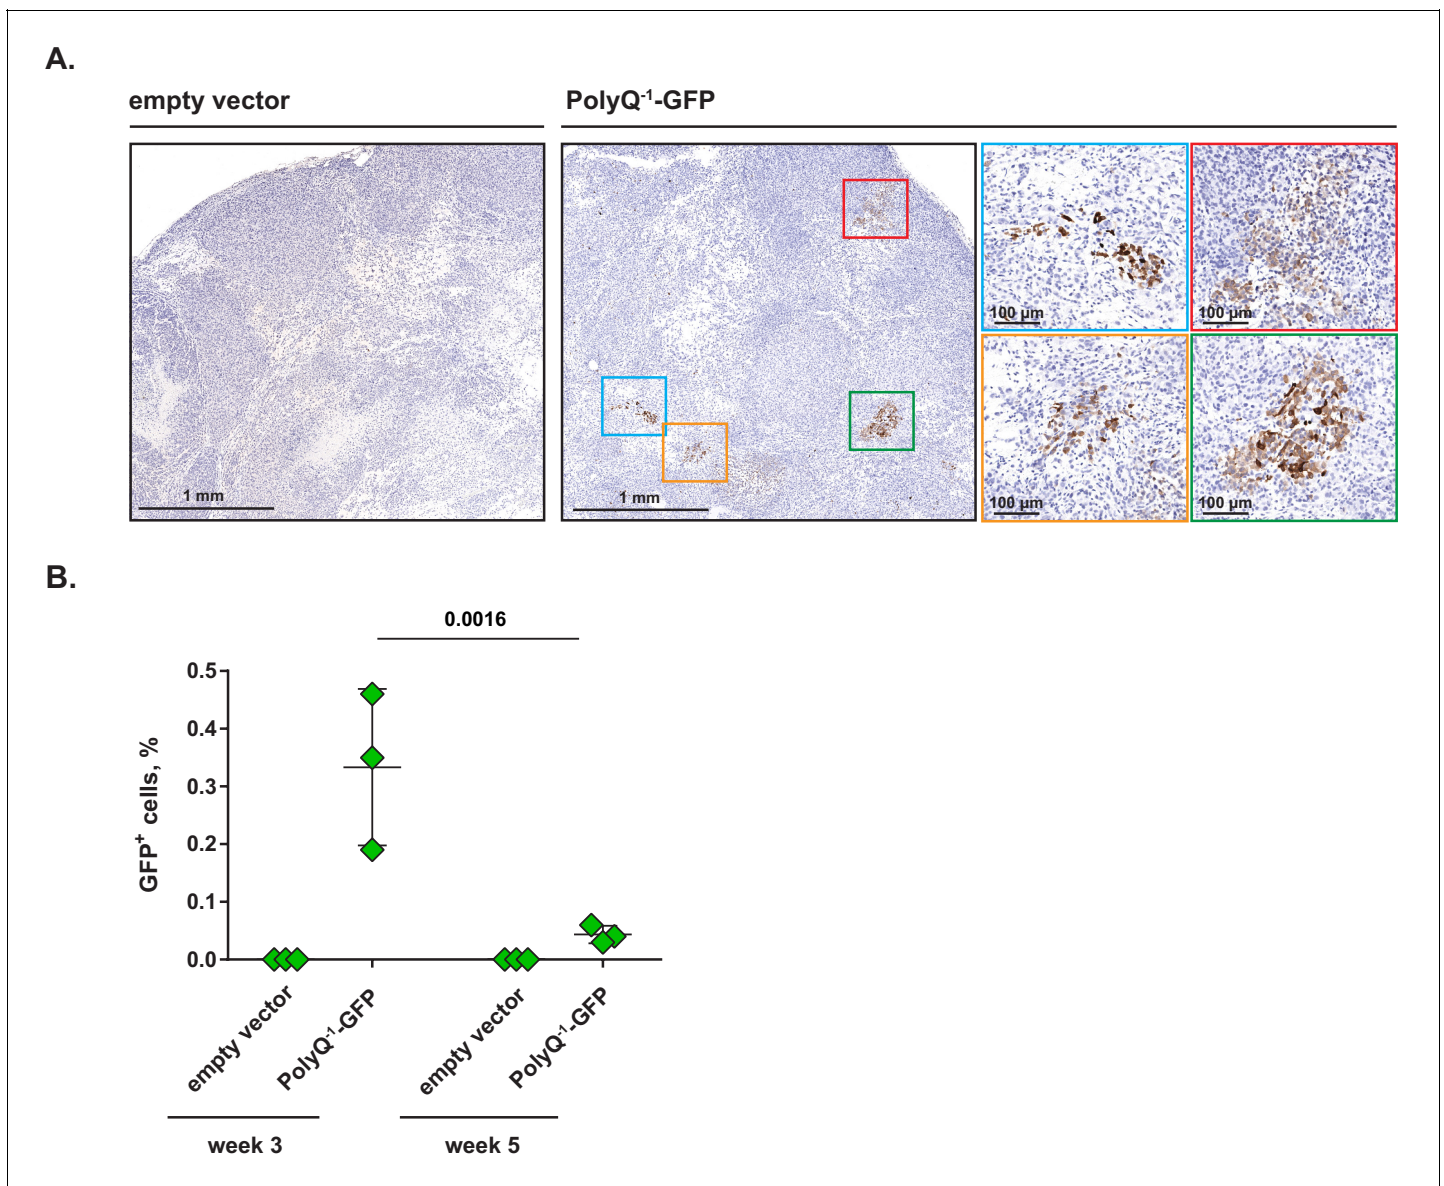 A.
empty vector
PolyQ⁻¹-GFP
1 mm
1 mm
100 µm
100 µm
100 µm
100 µm
B.
0.0016
0.5
0.4
0.3
0.2
0.1
0.0
GFP⁺ cells, %
empty vector
PolyQ⁻¹-GFP
empty vector
PolyQ⁻¹-GFP
week 3
week 5